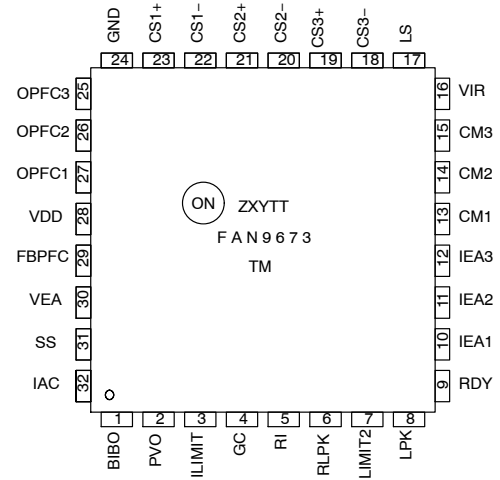 GND CS1+ CS1− CS2+ CS2− CS3+ CS3− LS
24 23 22 21 20 19 18 17
OPFC3 25 16 VIR
OPFC2 26 15 CM3
OPFC1 27 14 CM2
VDD 28 13 CM1
FBPFC 29 12 IEA3
VEA 30 11 IEA2
SS 31 10 IEA1
IAC 32 9 RDY
ON ZXYTT
FAN9673
TM
1 2 3 4 5 6 7 8
BIBO PVO ILIMIT GC RI RLPK LIMIT2 LPK